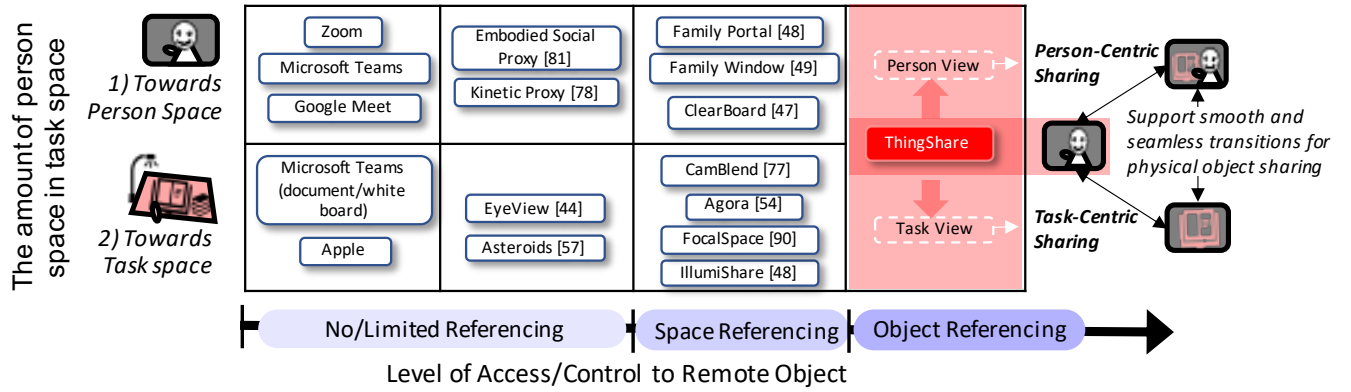 The amount of person
space in task space
1) Towards
Person Space
2) Towards
Task space
Zoom
Microsoft Teams
Google Meet
Embodied Social
Proxy [81]
Kinetic Proxy [78]
Family Portal [48]
Family Window [49]
ClearBoard [47]
Microsoft Teams
(document/white
board)
Apple
EyeView [44]
Asteroids [57]
CamBlend [77]
Agora [54]
FocalSpace [90]
IllumiShare [48]
Person View
ThingShare
Task View
Person-Centric
Sharing
Support smooth and
seamless transitions for
physical object sharing
Task-Centric
Sharing
No/Limited Referencing
Space Referencing
Object Referencing
Level of Access/Control to Remote Object